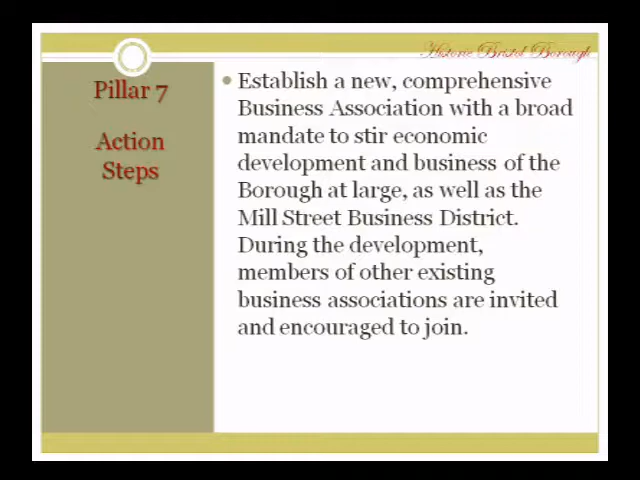 Historic Bristol Borough
Pillar 7
Action
Steps
Establish a new, comprehensive
Business Association with a broad
mandate to stir economic
development and business of the
Borough at large, as well as the
Mill Street Business District.
During the development,
members of other existing
business associations are invited
and encouraged to join.